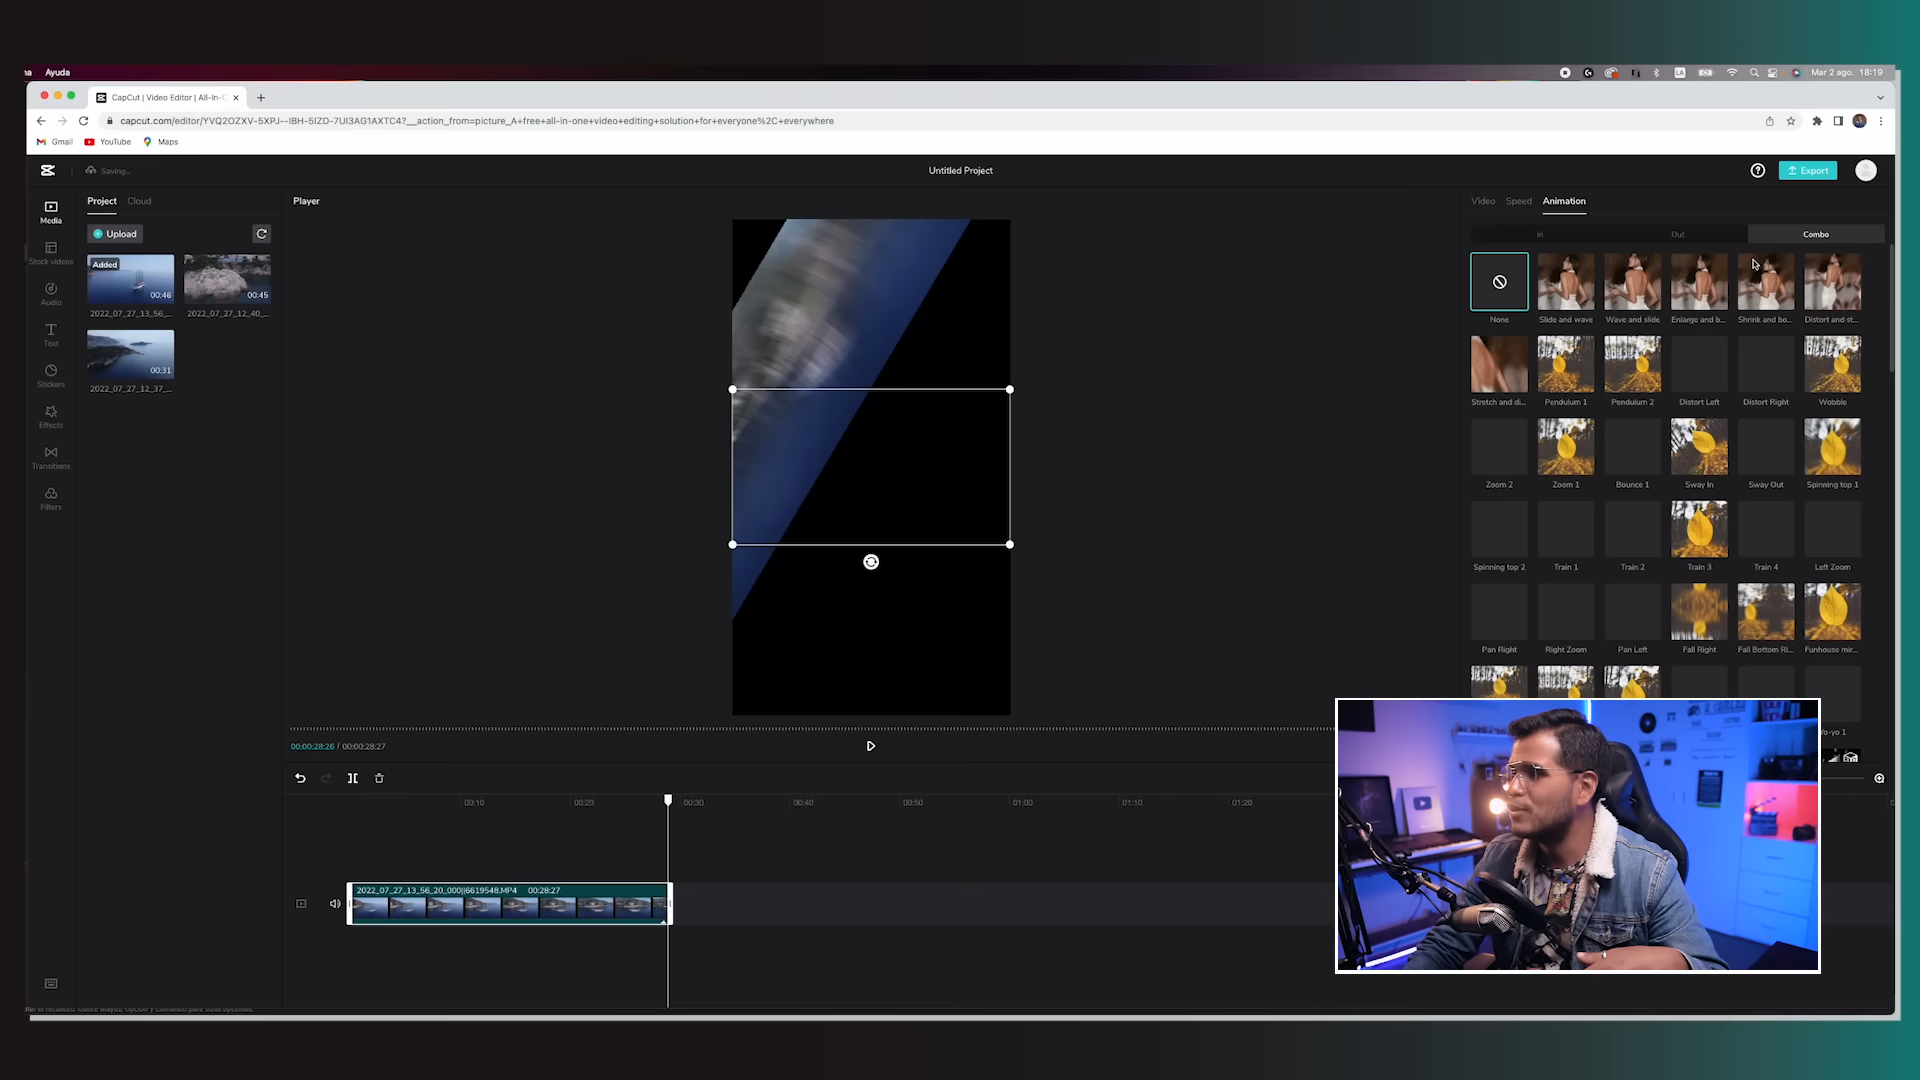 Ayuda
Mar 2 ago. 18:19
CapCut | Video Editor | All-In-O
capcut.com/editor/YVQ2OZXV-5XPJ--IBH-5IZD-7UI3AG1AXTC4?__action_from=picture_A+free+all-in-one+video+editing+solution+for+everyone%2C+everywhere
Gmail YouTube Maps
Saving...
Untitled Project
Export
Media
Stock videos
Audio
Text
Stickers
Effects
Transitions
Filters
Project Cloud
Upload
Added
00:46
00:45
2022_07_27_13_56_...
2022_07_27_12_40_...
00:31
2022_07_27_12_37_...
Player
Video Speed Animation
In Out Combo
None Slide and wave Wave and slide Enlarge and b... Shrink and bo... Distort and st...
Stretch and di... Pendulum 1 Pendulum 2 Distort Left Distort Right Wobble
Zoom 2 Zoom 1 Bounce 1 Sway In Sway Out Spinning top 1
Spinning top 2 Train 1 Train 2 Train 3 Train 4 Left Zoom
Pan Right Right Zoom Pan Left Fall Right Fall Bottom Ri... Funhouse mir...
Yo-yo 1
00:00:28:26 / 00:00:28:27
00:10 00:20 00:30 00:40 00:50 01:00 01:10 01:20
2022_07_27_13_56_20_000||6619548.MP4 00:28:27